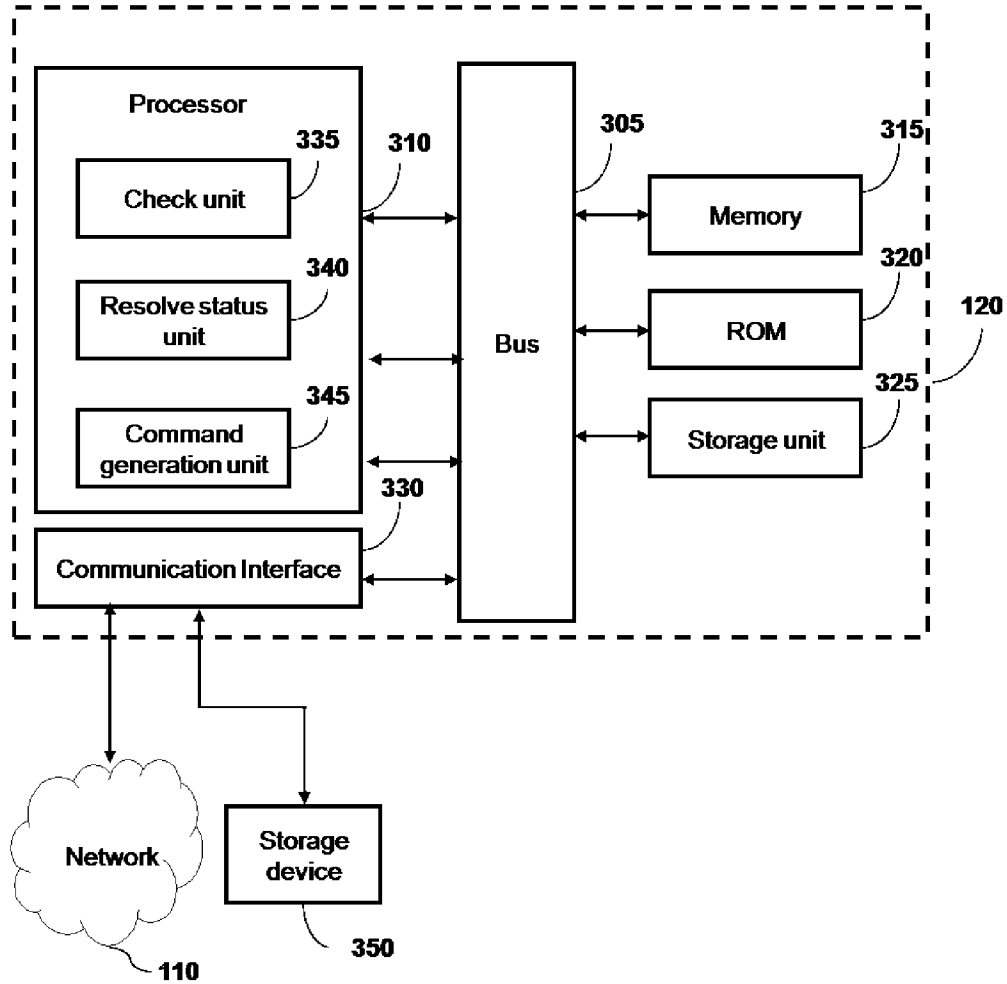 Processor
335
310
305
315
Check unit
Memory
340
320
Resolve status
unit
Bus
ROM
120
345
325
Command
generation unit
Storage unit
330
Communication Interface
Network
Storage
device
350
110